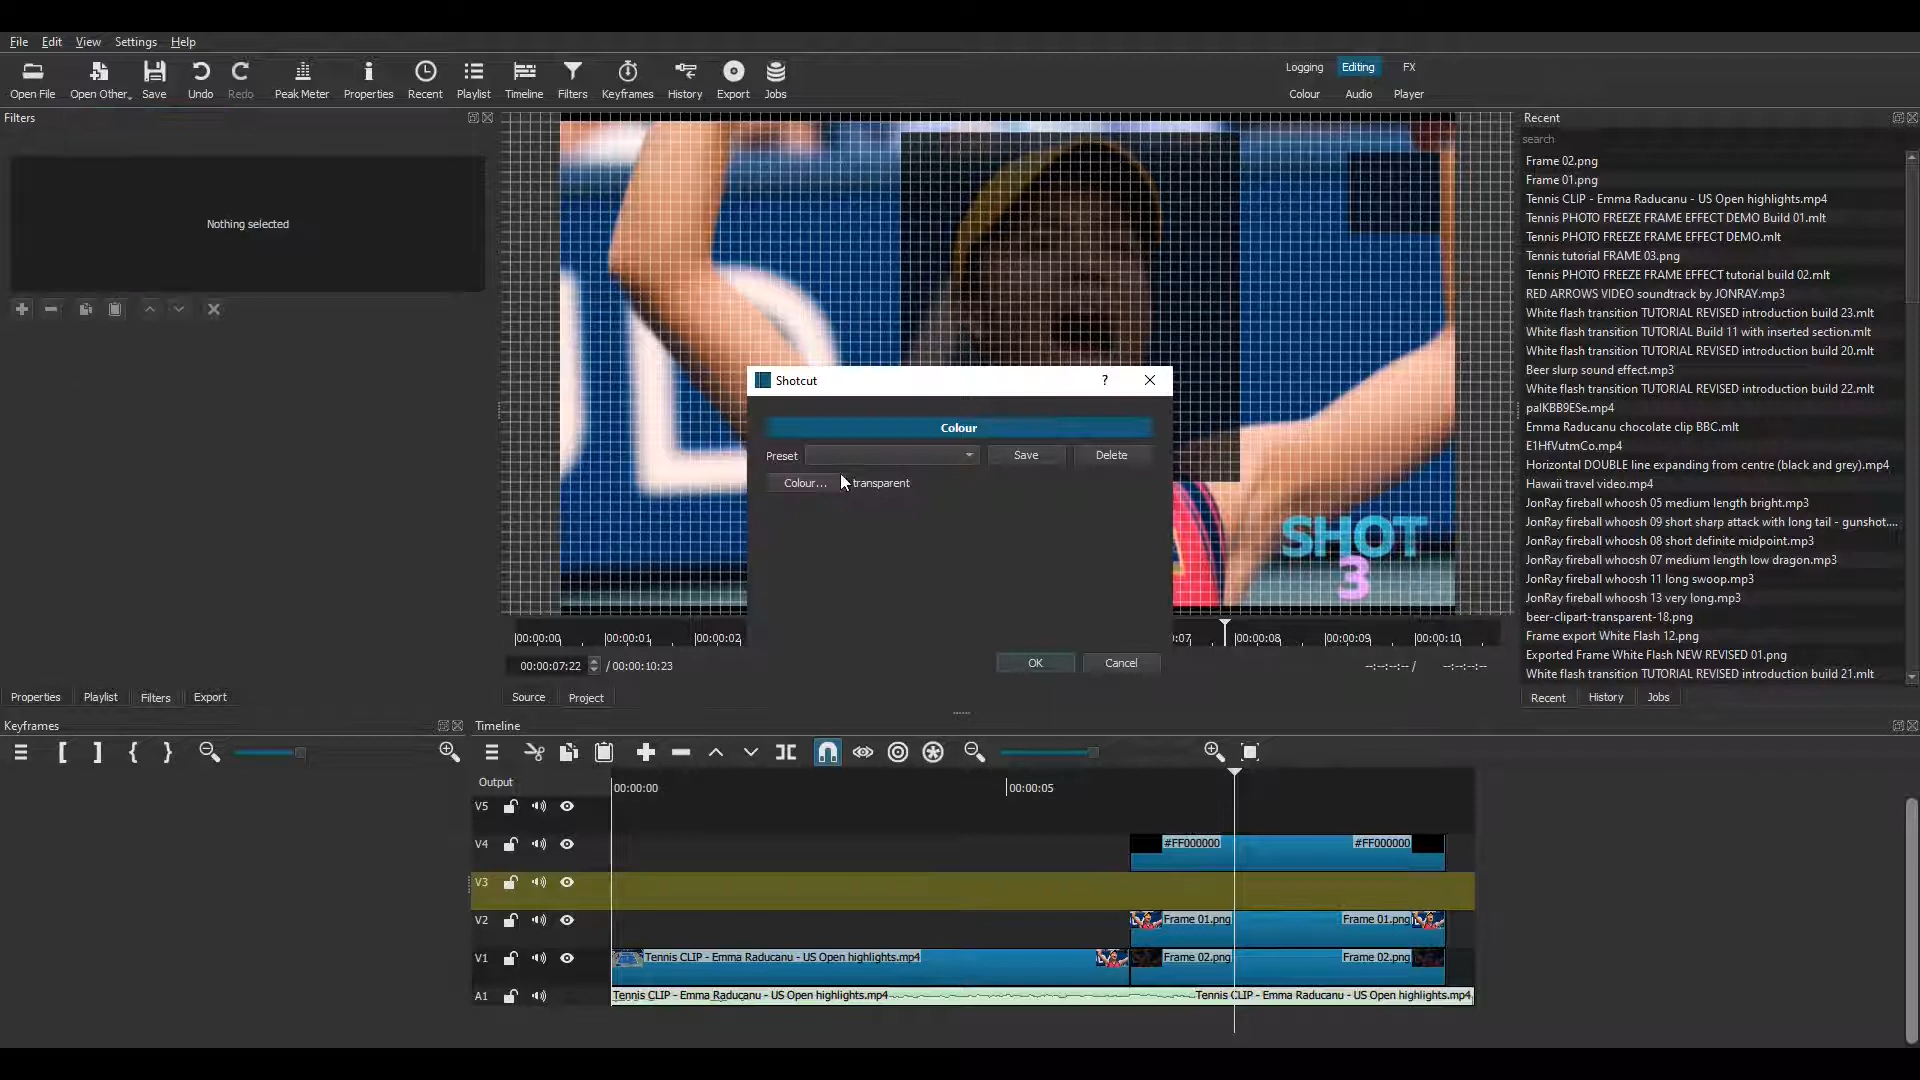 File Edit View Settings Help
Open File Open Other Save Undo Redo Peak Meter Properties Recent Playlist Timeline Filters Keyframes History Export Jobs
Logging Editing FX
Colour Audio Player
Filters
Nothing selected
Recent
search
Frame 02.png
Frame 01.png
Tennis CLIP - Emma Raducanu - US Open highlights.mp4
Tennis PHOTO FREEZE FRAME EFFECT DEMO Build 01.mlt
Tennis PHOTO FREEZE FRAME EFFECT DEMO.mlt
Tennis tutorial FRAME 03.png
Tennis PHOTO FREEZE FRAME EFFECT tutorial build 02.mlt
RED ARROWS VIDEO soundtrack by JONRAY.mp3
White flash transition TUTORIAL REVISED introduction build 23.mlt
White flash transition TUTORIAL Build 11 with inserted section.mlt
White flash transition TUTORIAL REVISED introduction build 20.mlt
Beer slurp sound effect.mp3
White flash transition TUTORIAL REVISED introduction build 22.mlt
palKBB9ESe.mp4
Emma Raducanu chocolate clip BBC.mlt
E1HfVutmCo.mp4
Horizontal DOUBLE line expanding from centre (black and grey).mp4
Hawaii travel video.mp4
JonRay fireball whoosh 05 medium length bright.mp3
JonRay fireball whoosh 09 short sharp attack with long tail - gunshot....
JonRay fireball whoosh 08 short definite midpoint.mp3
JonRay fireball whoosh 07 medium length low dragon.mp3
JonRay fireball whoosh 11 long swoop.mp3
JonRay fireball whoosh 13 very long.mp3
beer-clipart-transparent-18.png
Frame export White Flash 12.png
Exported Frame White Flash NEW REVISED 01.png
White flash transition TUTORIAL REVISED introduction build 21.mlt
Shotcut ?
Colour
Preset Save Delete
Colour... transparent
OK Cancel
SHOT
3
00:00:00 00:00:01 00:00:02 :07 00:00:08 00:00:09 00:00:10
00:00:07:22 / 00:00:10:23 --:--:--:-- / --:--:--:--
Properties Playlist Filters Export
Source Project
Recent History Jobs
Keyframes
Timeline
Output
00:00:00 00:00:05
V5
V4 #FF000000 #FF000000
V3
V2 Frame 01.png Frame 01.png
V1 Tennis CLIP - Emma Raducanu - US Open highlights.mp4 Frame 02.png Frame 02.png
A1 Tennis CLIP - Emma Raducanu - US Open highlights.mp4 Tennis CLIP - Emma Raducanu - US Open highlights.mp4